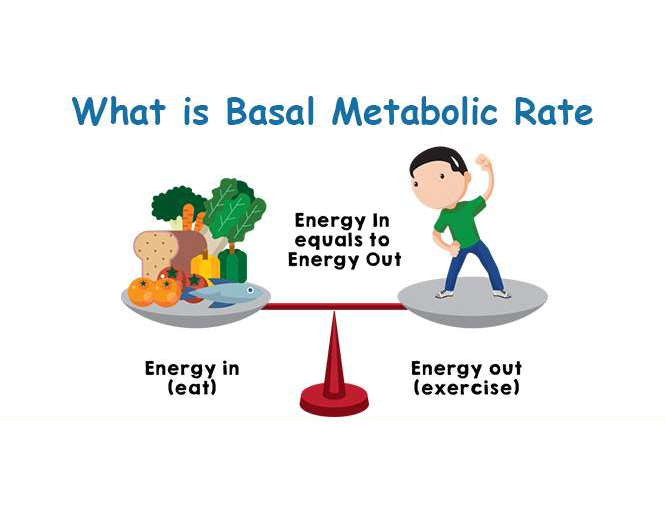 What is Basal Metabolic Rate
Energy In
equals to
Energy Out
Energy in
(eat)
Energy out
(exercise)